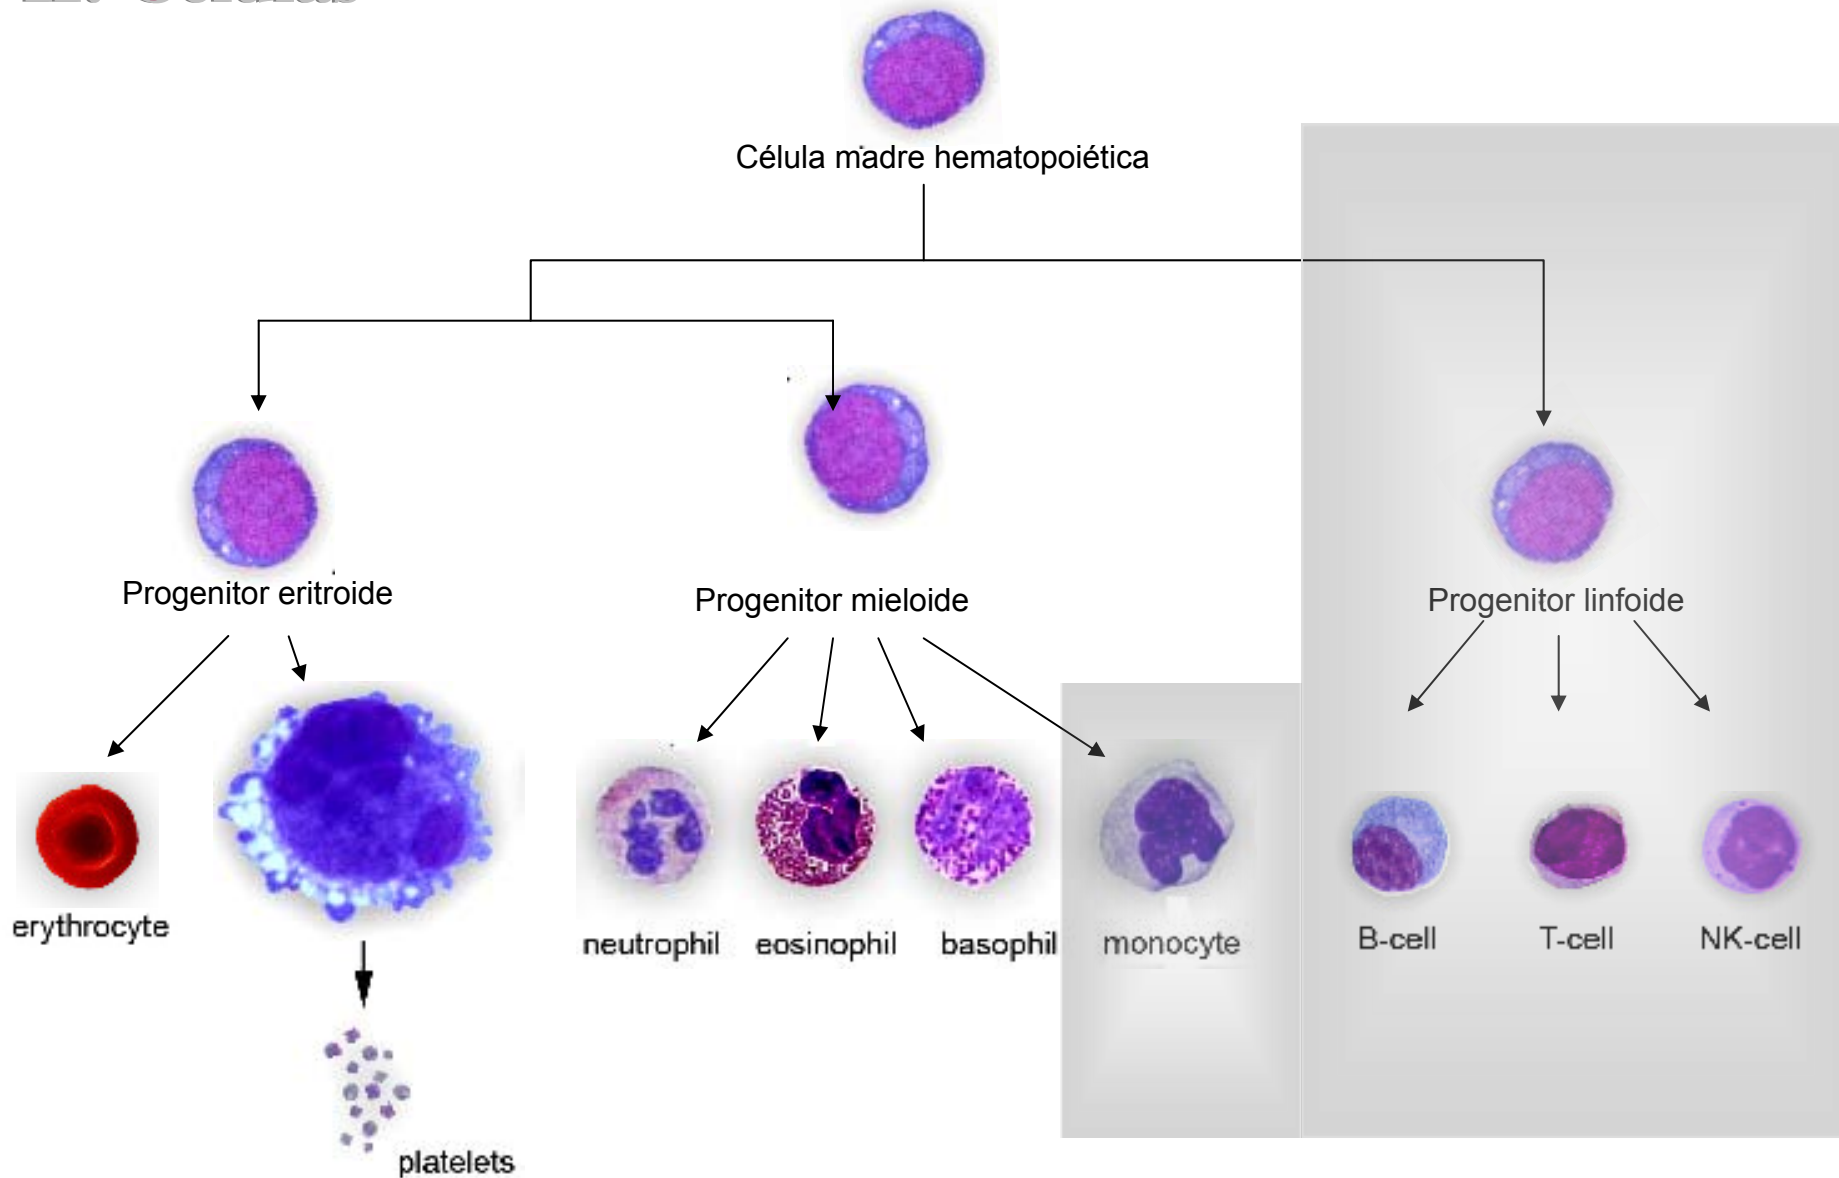 Célula madre hematopoiética
Progenitor eritroide
Progenitor mieloide
Progenitor linfoide
erythrocyte
neutrophil
eosinophil
basophil
monocyte
B-cell
T-cell
NK-cell
platelets